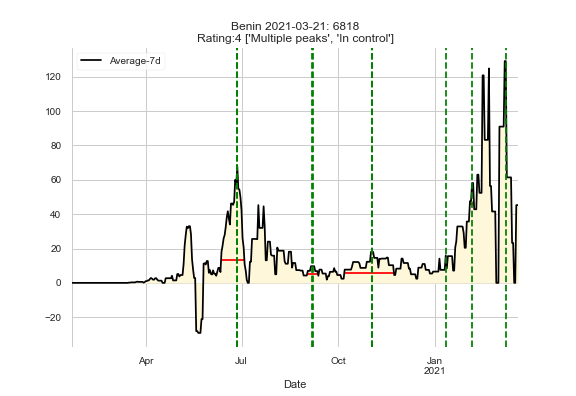 Benin 2021-03-21: 6818
Rating:4 ['Multiple peaks', 'In control']
Average-7d
120
100
80
60
40
20
0
−20
Apr
Jul
Oct
Jan
2021
Date